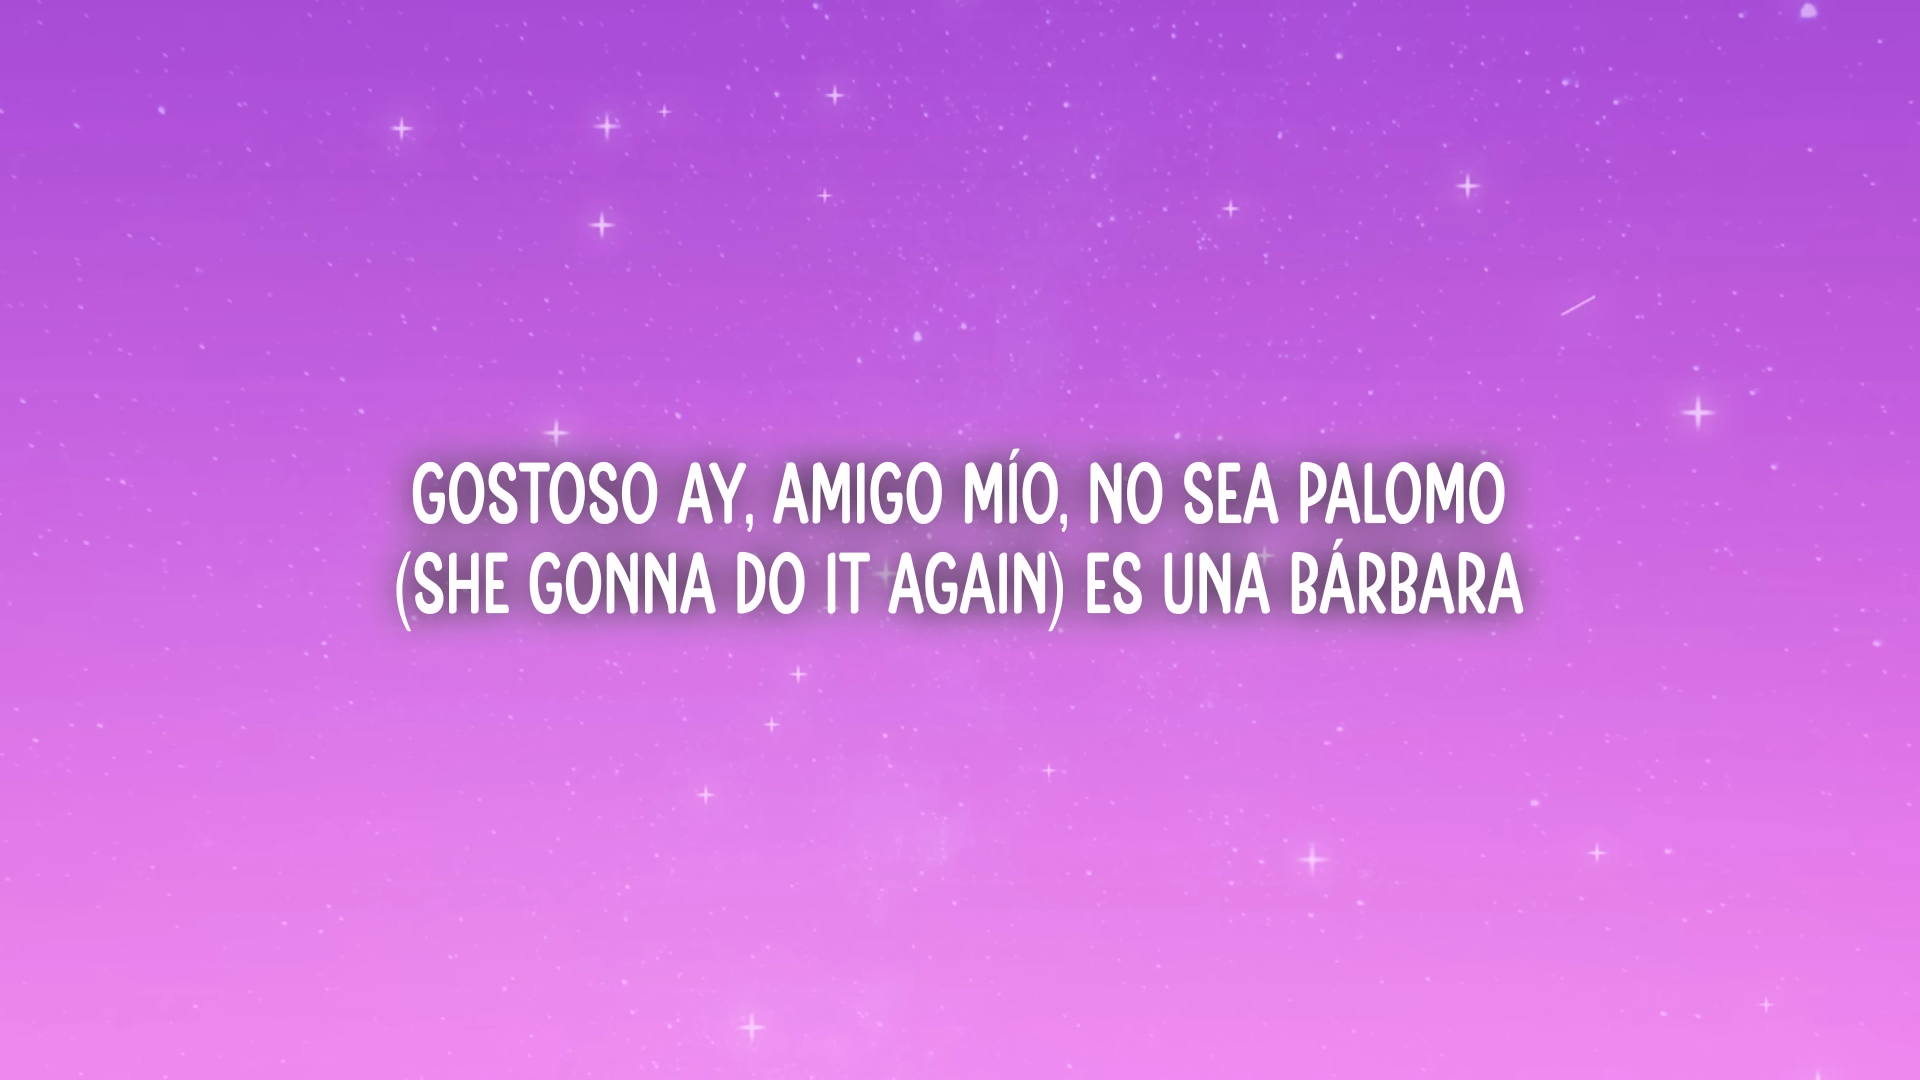 GOSTOSO AY, AMIGO MÍO, NO SEA PALOMO
(SHE GONNA DO IT AGAIN) ES UNA BÁRBARA